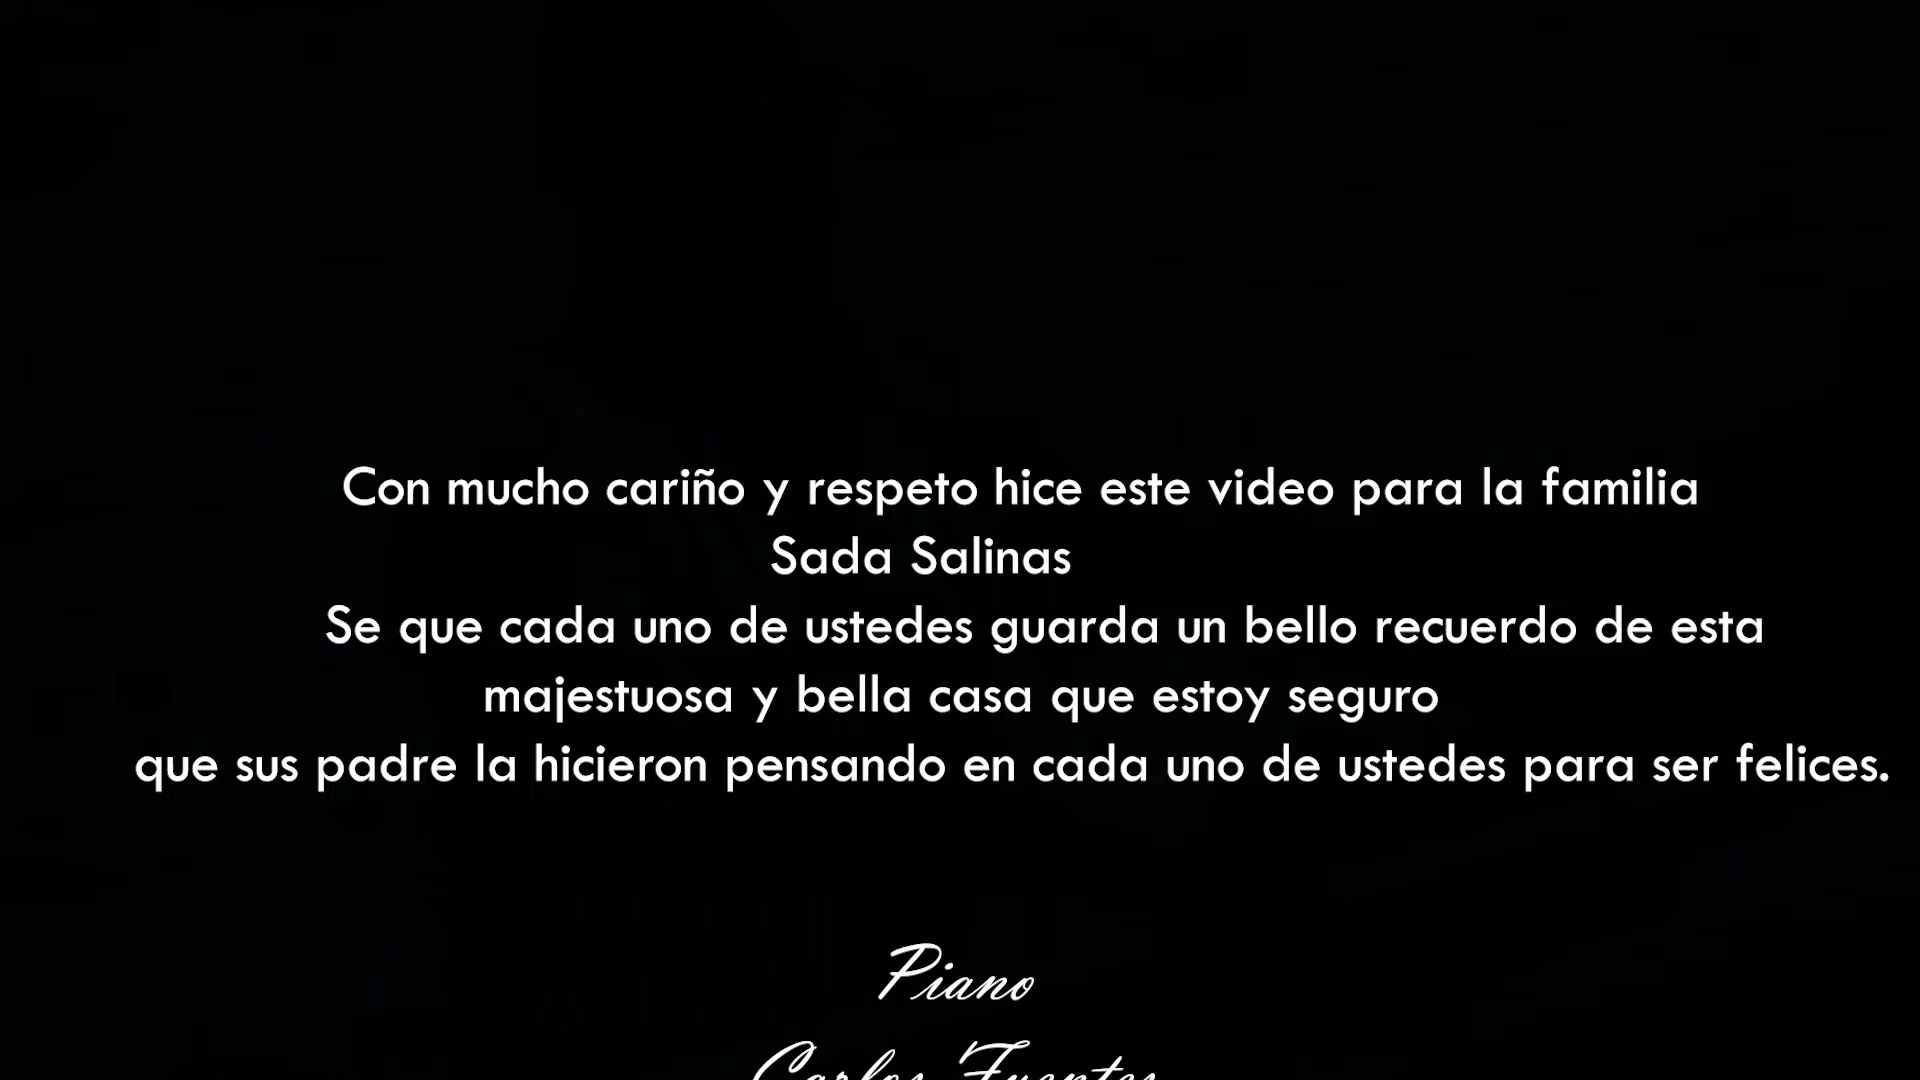 Con mucho cariño y respeto hice este video para la familia
Sada Salinas
Se que cada uno de ustedes guarda un bello recuerdo de esta
majestuosa y bella casa que estoy seguro
que sus padre la hicieron pensando en cada uno de ustedes para ser felices.
Piano
Carlos Fuentes